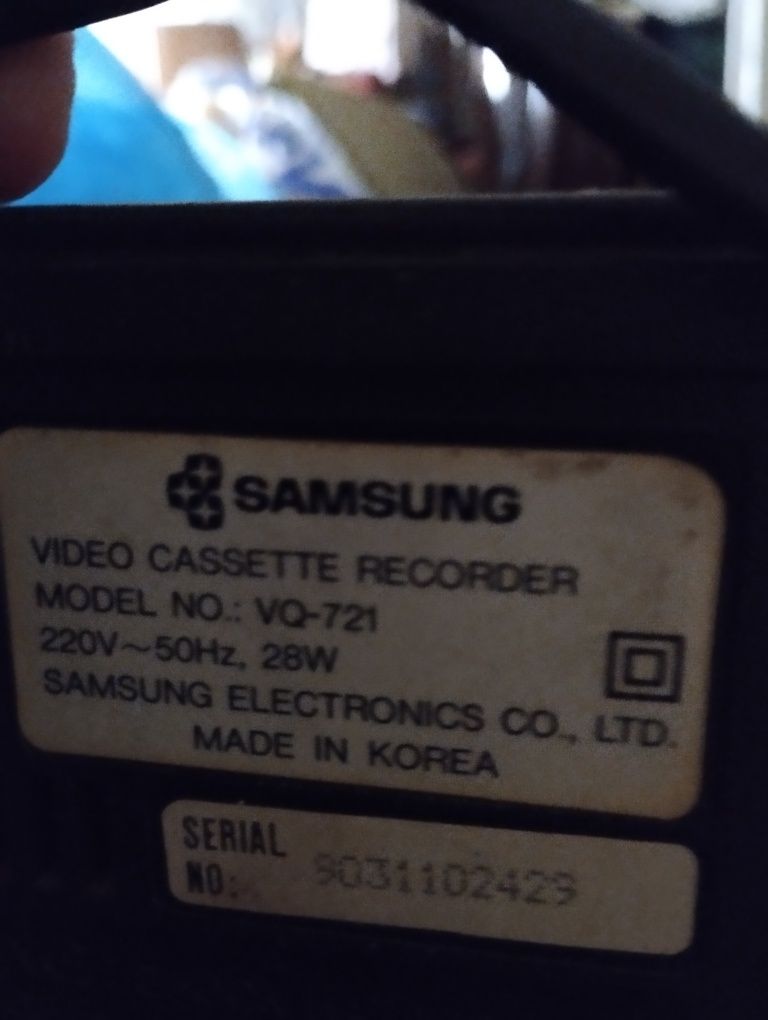 SAMSUNG
VIDEO CASSETTE RECORDER
MODEL NO.: VQ-721
220V~50Hz, 28W
SAMSUNG ELECTRONICS CO., LTD.
MADE IN KOREA
SERIAL
NO: 9031102429